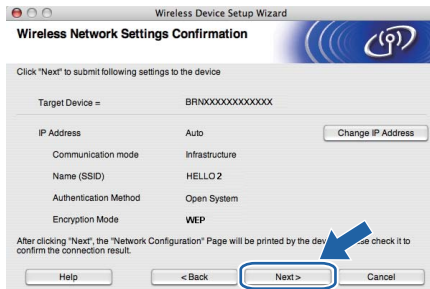 Wireless Device Setup Wizard
Wireless Network Settings Confirmation
Click "Next" to submit following settings to the device
Target Device = BRNXXXXXXXXXXXX
IP Address Auto Change IP Address
Communication mode Infrastructure
Name (SSID) HELLO 2
Authentication Method Open System
Encryption Mode WEP
After clicking "Next", the "Network Configuration" Page will be printed by the check it to
confirm the connection result.
Help < Back Next > Cancel